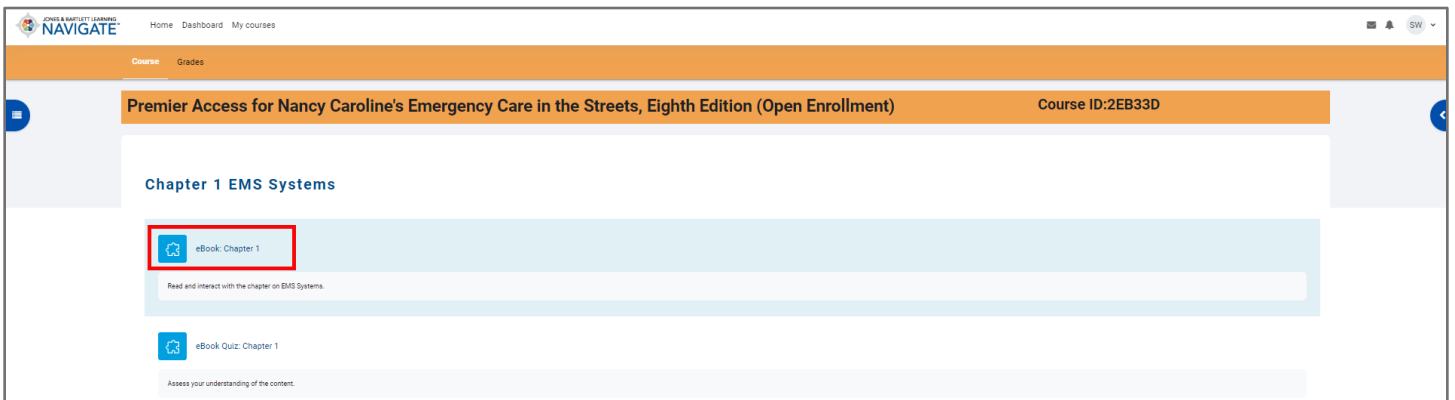 JONES & BARTLETT LEARNING
NAVIGATE
Home Dashboard My courses
SW
Course Grades
Premier Access for Nancy Caroline's Emergency Care in the Streets, Eighth Edition (Open Enrollment)
Course ID:2EB33D
Chapter 1 EMS Systems
eBook: Chapter 1
Read and interact with the chapter on EMS Systems.
eBook Quiz: Chapter 1
Assess your understanding of the content.